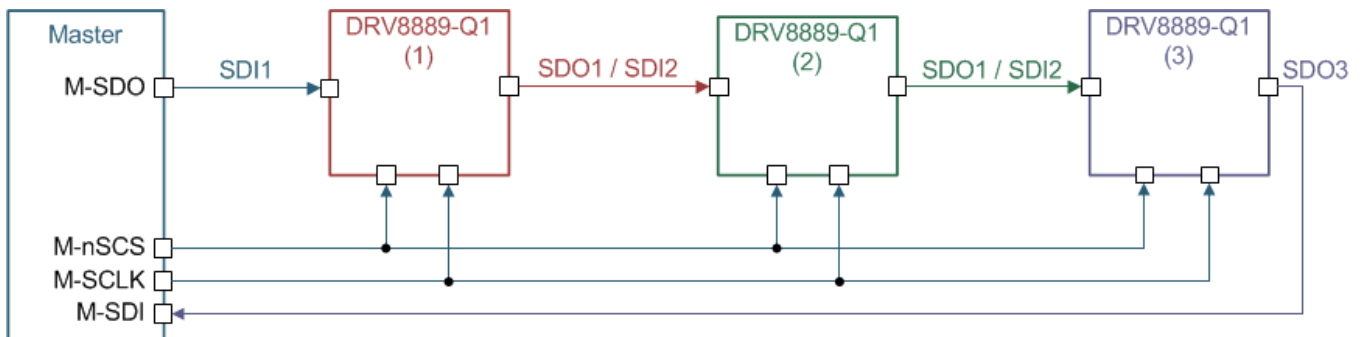 Master
M-SDO
SDI1
DRV8889-Q1
(1)
SDO1 / SDI2
DRV8889-Q1
(2)
SDO1 / SDI2
DRV8889-Q1
(3)
SDO3
M-nSCS
M-SCLK
M-SDI